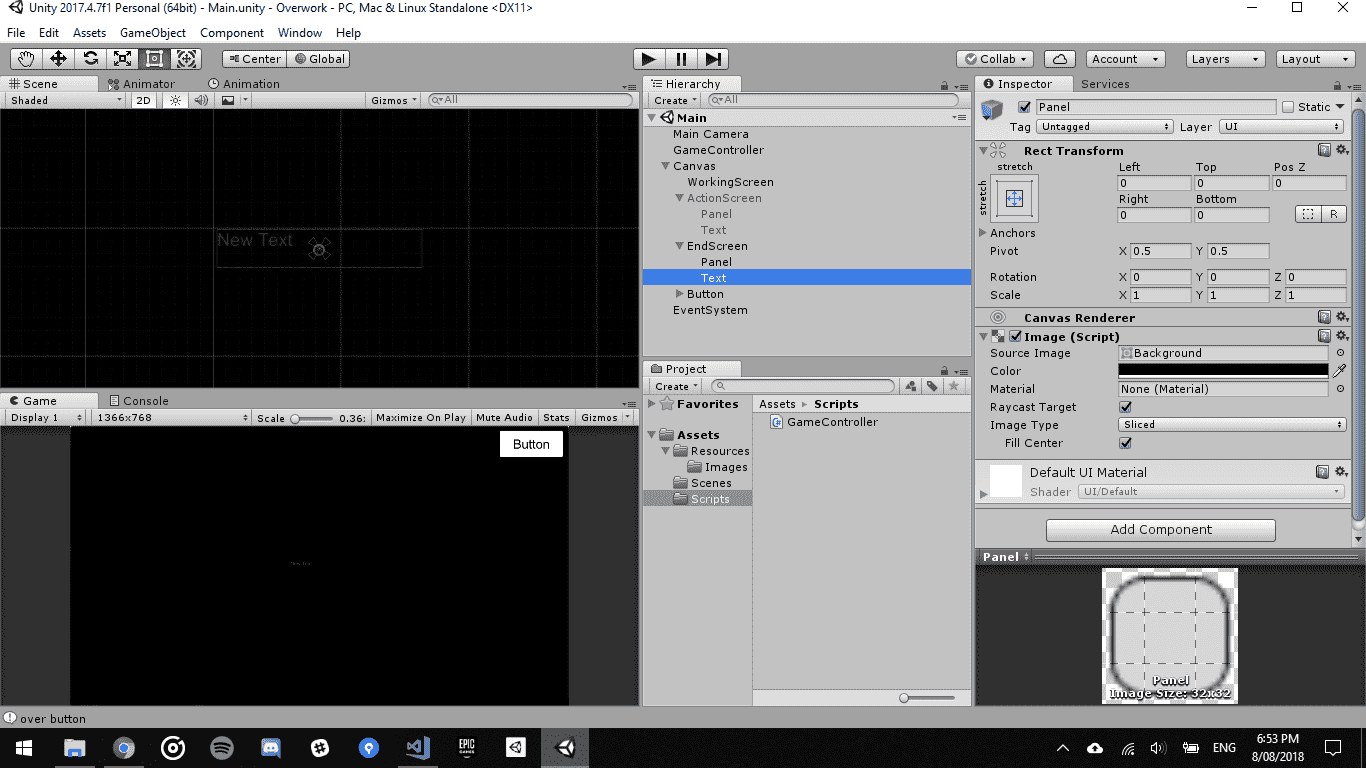 Unity 2017.4.7f1 Personal (64bit) - Main.unity - Overwork - PC, Mac & Linux Standalone <DX11>
File Edit Assets GameObject Component Window Help
Center Global Collab Account Layers Layout
Scene Animator Animation
Shaded 2D Gizmos All
New Text
Game Console
Display 1 1366x768 Scale 0.36: Maximize On Play Mute Audio Stats Gizmos
Button
Hierarchy
Create All
Main
Main Camera
GameController
Canvas
WorkingScreen
ActionScreen
Panel
Text
EndScreen
Panel
Text
Button
EventSystem
Project
Create
Favorites
Assets
Resources
Images
Scenes
Scripts
Assets Scripts
GameController
Inspector Services
Panel Static
Tag Untagged Layer UI
Rect Transform
stretch
stretch
Left Top Pos Z
0 0 0
Right Bottom
0 0 R
Anchors
Pivot X 0.5 Y 0.5
Rotation X 0 Y 0 Z 0
Scale X 1 Y 1 Z 1
Canvas Renderer
Image (Script)
Source Image Background
Color
Material None (Material)
Raycast Target
Image Type Sliced
Fill Center
Default UI Material
Shader UI/Default
Add Component
Panel
Panel
Image Size: 32x32
over button
EPIC
GAMES
ENG
6:53 PM
8/08/2018